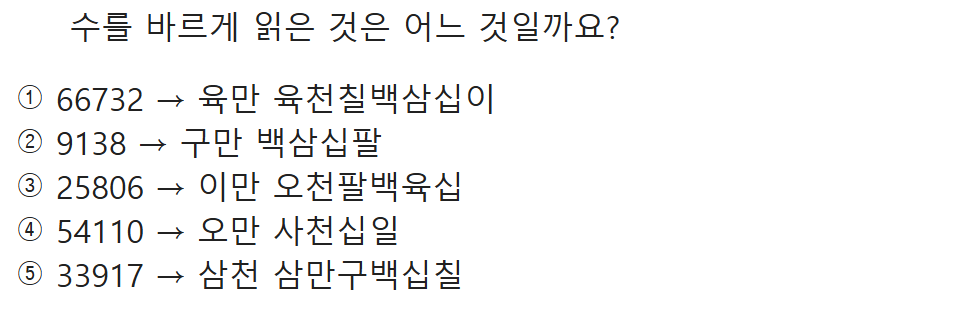 수를 바르게 읽은 것은 어느 것일까요?
① 66732 → 육만 육천칠백삼십이
② 9138 → 구만 백삼십팔
③ 25806 → 이만 오천팔백육십
④ 54110 → 오만 사천십일
⑤ 33917 → 삼천 삼만구백십칠